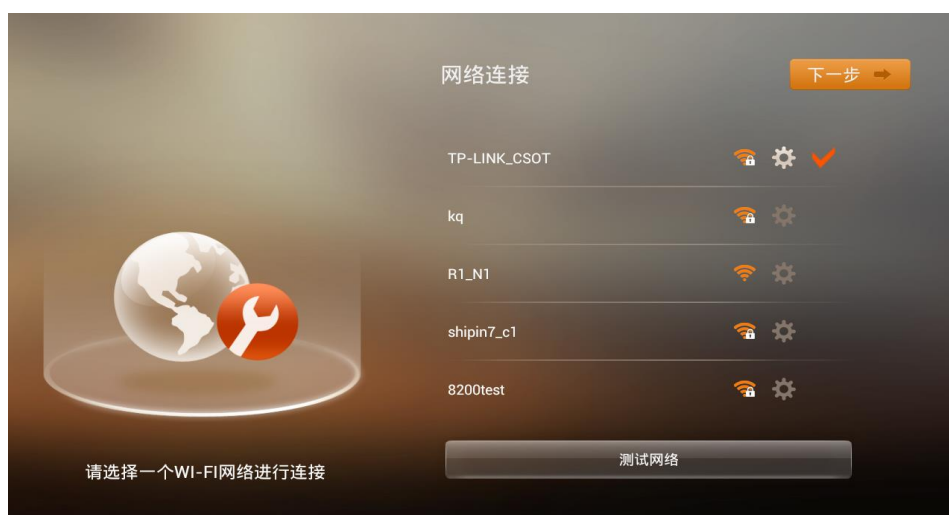 网络连接
下一步
TP-LINK_CSOT
kq
R1_N1
shipin7_c1
8200test
测试网络
请选择一个WI-FI网络进行连接